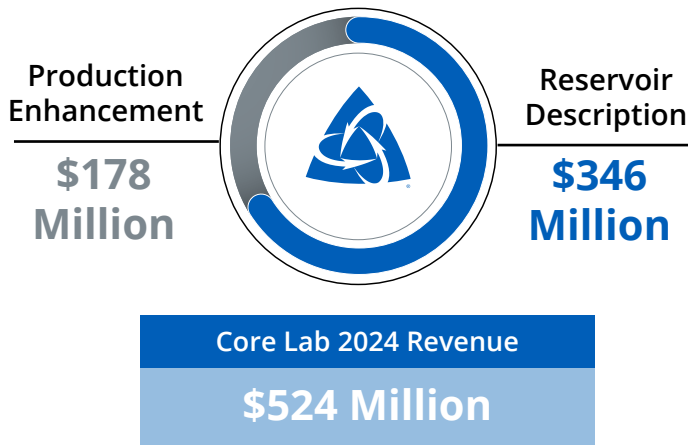 Production
Enhancement
$178
Million
Reservoir
Description
$346
Million
Core Lab 2024 Revenue
$524 Million